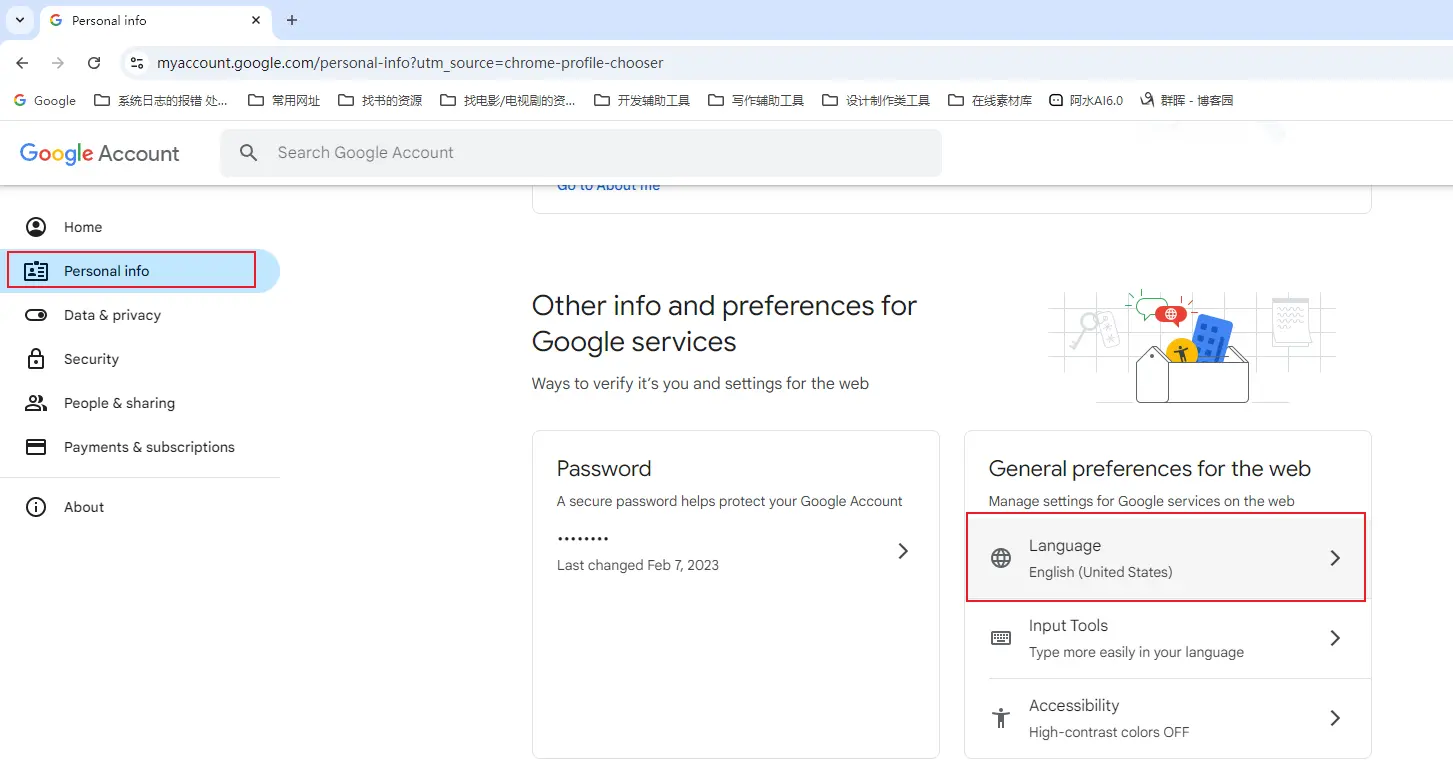 Personal info
myaccount.google.com/personal-info?utm_source=chrome-profile-chooser
Google 系统日志的报错 处... 常用网址 找书的资源 找电影/电视剧的资... 开发辅助工具 写作辅助工具 设计制作类工具 在线素材库 阿水AI6.0 群晖 - 博客园
Google Account
Search Google Account
Go to About me
Home
Personal info
Data & privacy
Security
People & sharing
Payments & subscriptions
About
Other info and preferences for
Google services
Ways to verify it’s you and settings for the web
Password
A secure password helps protect your Google Account
••••••••
Last changed Feb 7, 2023
General preferences for the web
Manage settings for Google services on the web
Language
English (United States)
Input Tools
Type more easily in your language
Accessibility
High-contrast colors OFF